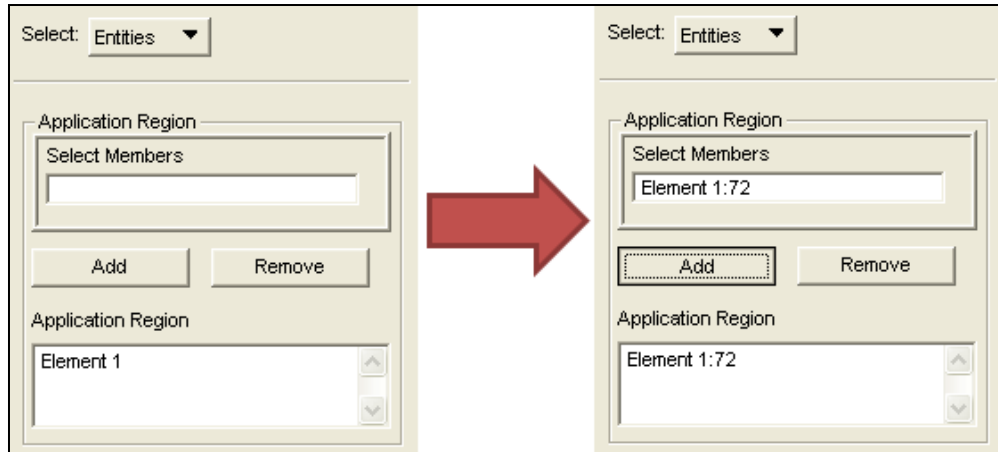 Select: Entities
Application Region
Select Members
Add Remove
Application Region
Element 1
Select: Entities
Application Region
Select Members
Element 1:72
Add Remove
Application Region
Element 1:72